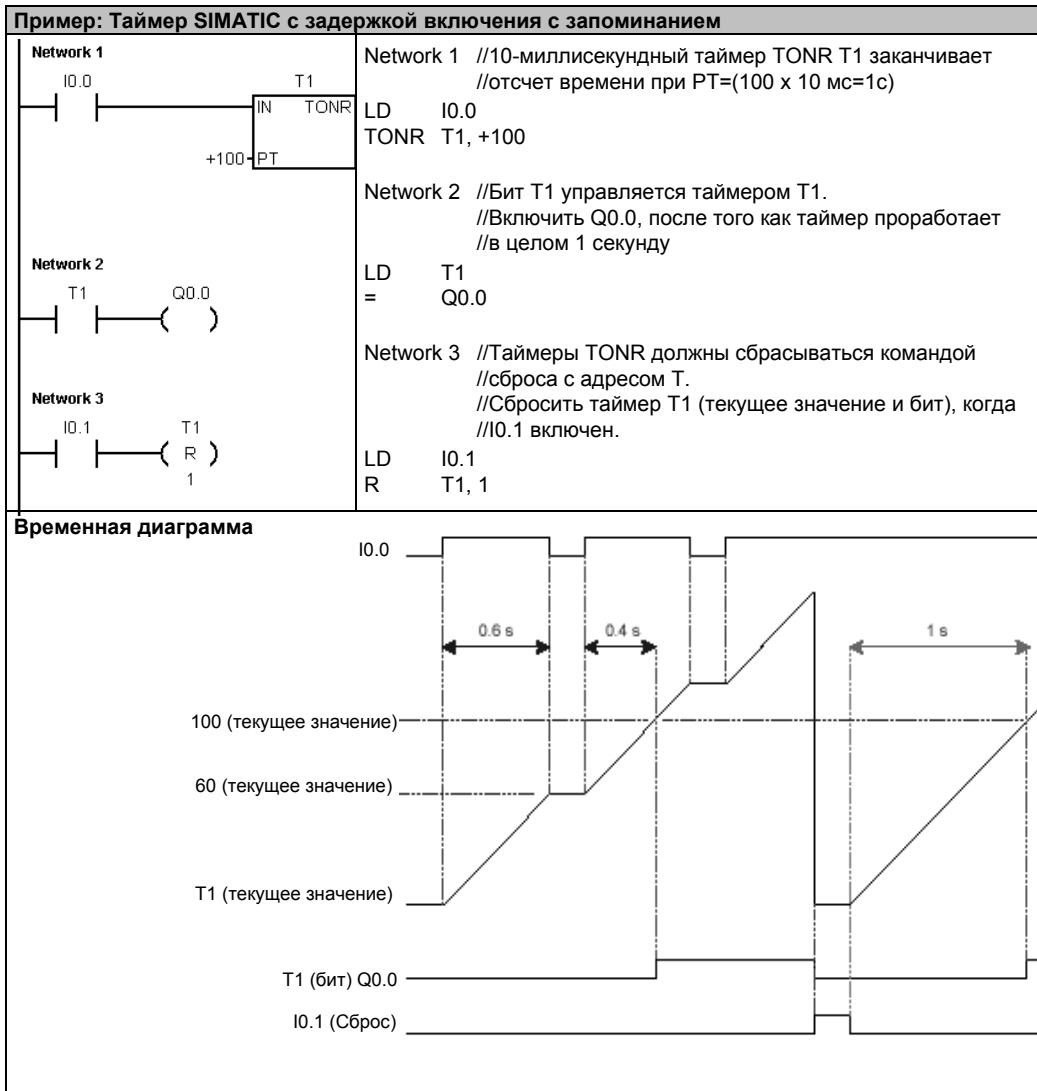 Пример: Таймер SIMATIC с задержкой включения с запоминанием
Network 1
I0.0
T1
IN TONR
+100 PT
Network 2
T1 Q0.0
Network 3
I0.1 T1
R
1
Network 1 //10-миллисекундный таймер TONR T1 заканчивает
//отсчет времени при PT=(100 x 10 мс=1с)
LD I0.0
TONR T1, +100
Network 2 //Бит T1 управляется таймером T1.
//Включить Q0.0, после того как таймер проработает
//в целом 1 секунду
LD T1
= Q0.0
Network 3 //Таймеры TONR должны сбрасываться командой
//сброса с адресом T.
//Сбросить таймер T1 (текущее значение и бит), когда
//I0.1 включен.
LD I0.1
R T1, 1
Временная диаграмма
I0.0
0.6 s 0.4 s 1 s
100 (текущее значение)
60 (текущее значение)
T1 (текущее значение)
T1 (бит) Q0.0
I0.1 (Сброс)